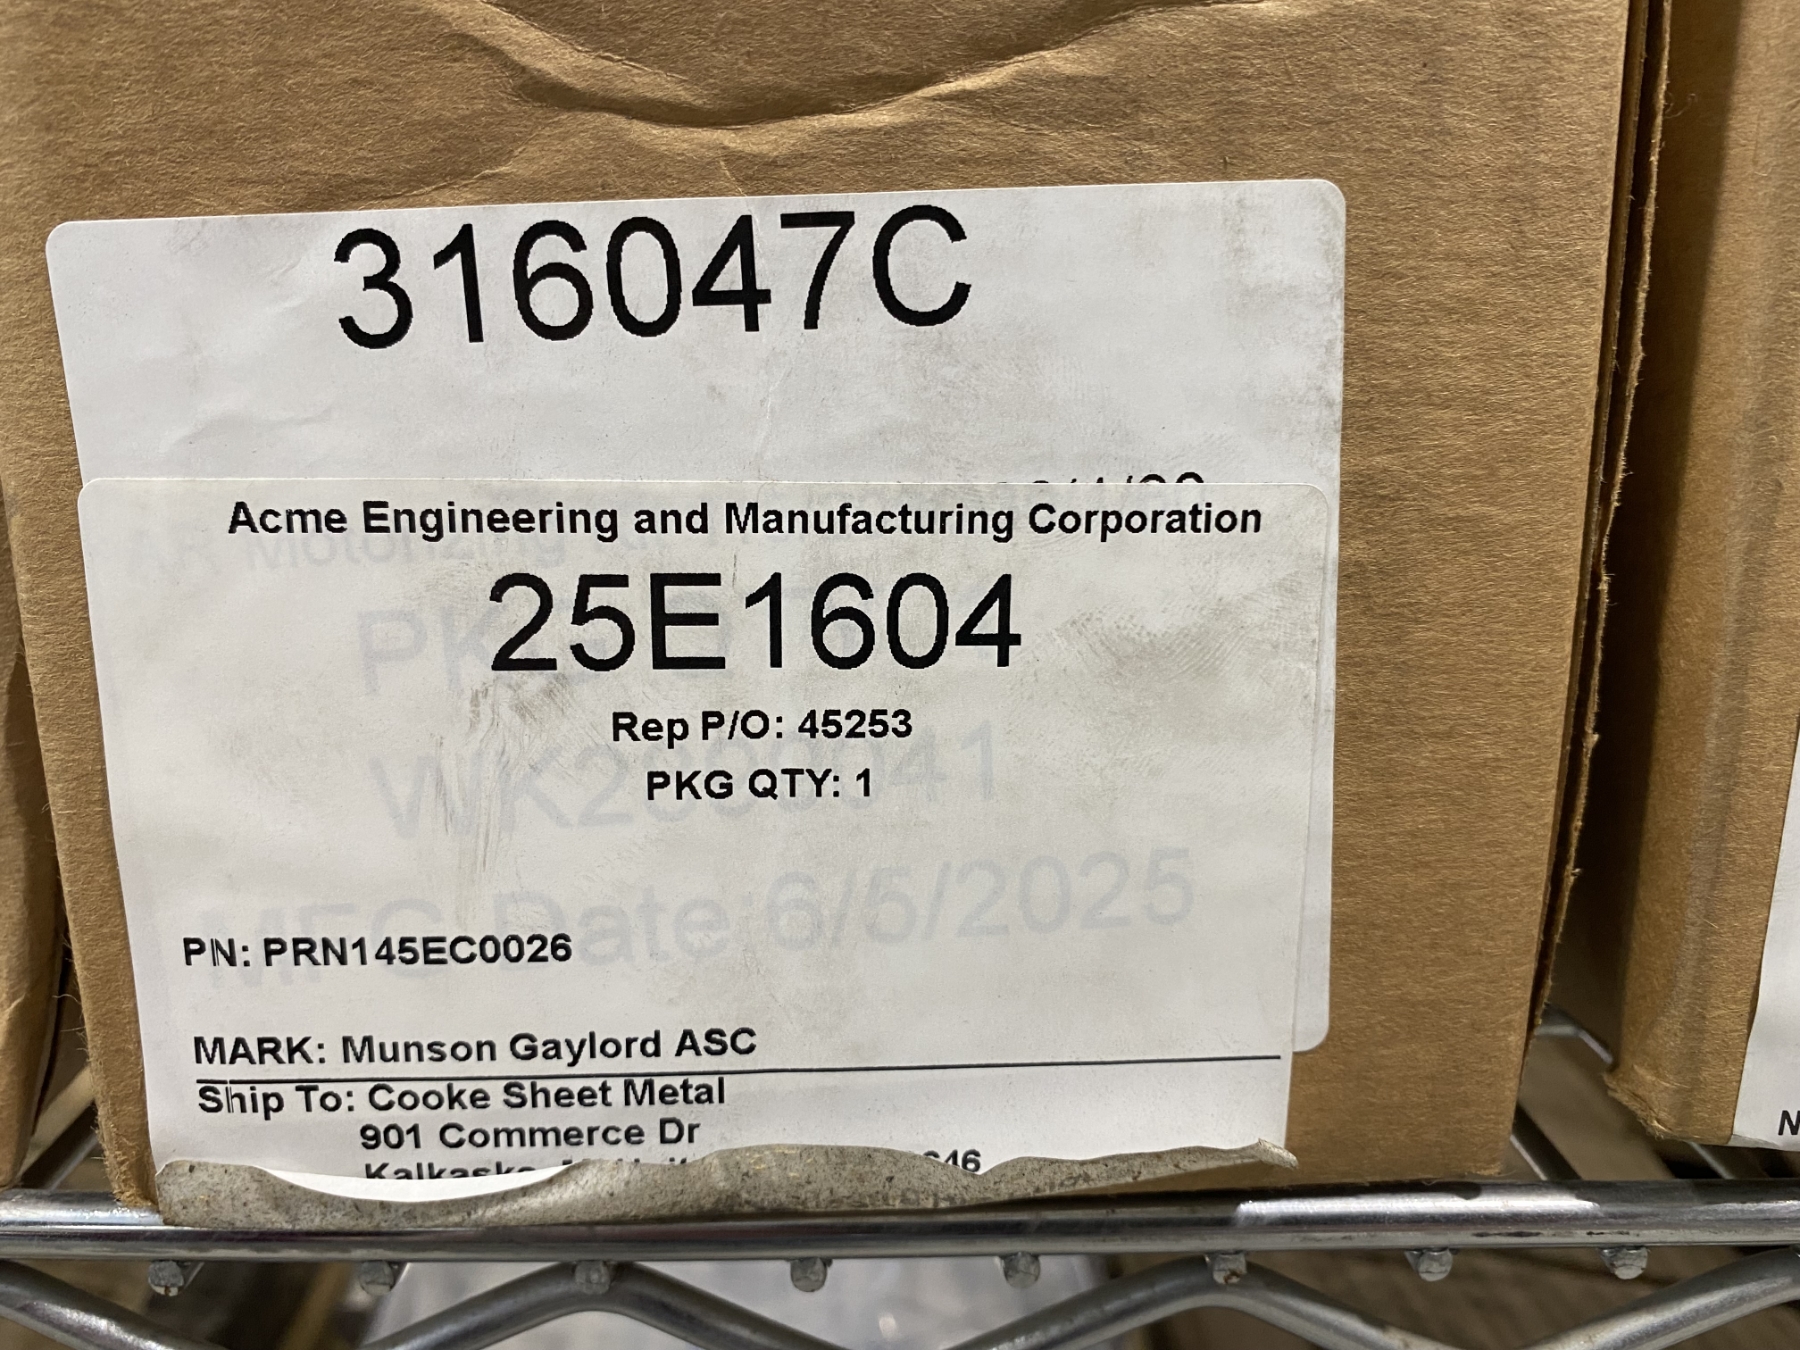 316047C
Acme Engineering and Manufacturing Corporation
25E1604
Rep P/O: 45253
PKG QTY: 1
MFG Date 6/5/2025
PN: PRN145EC0026
MARK: Munson Gaylord ASC
Ship To: Cooke Sheet Metal
901 Commerce Dr
Kalkaska
N